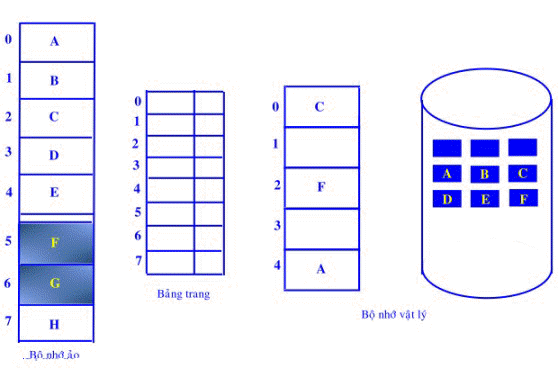 0 A
1 B
2 C
3 D
4 E
5 F
6 G
7 H
Bộ nhớ ảo
0
1
2
3
4
5
6
7
Bảng trang
0 C
1
2 F
3
4 A
Bộ nhớ vật lý
A B C
D E F